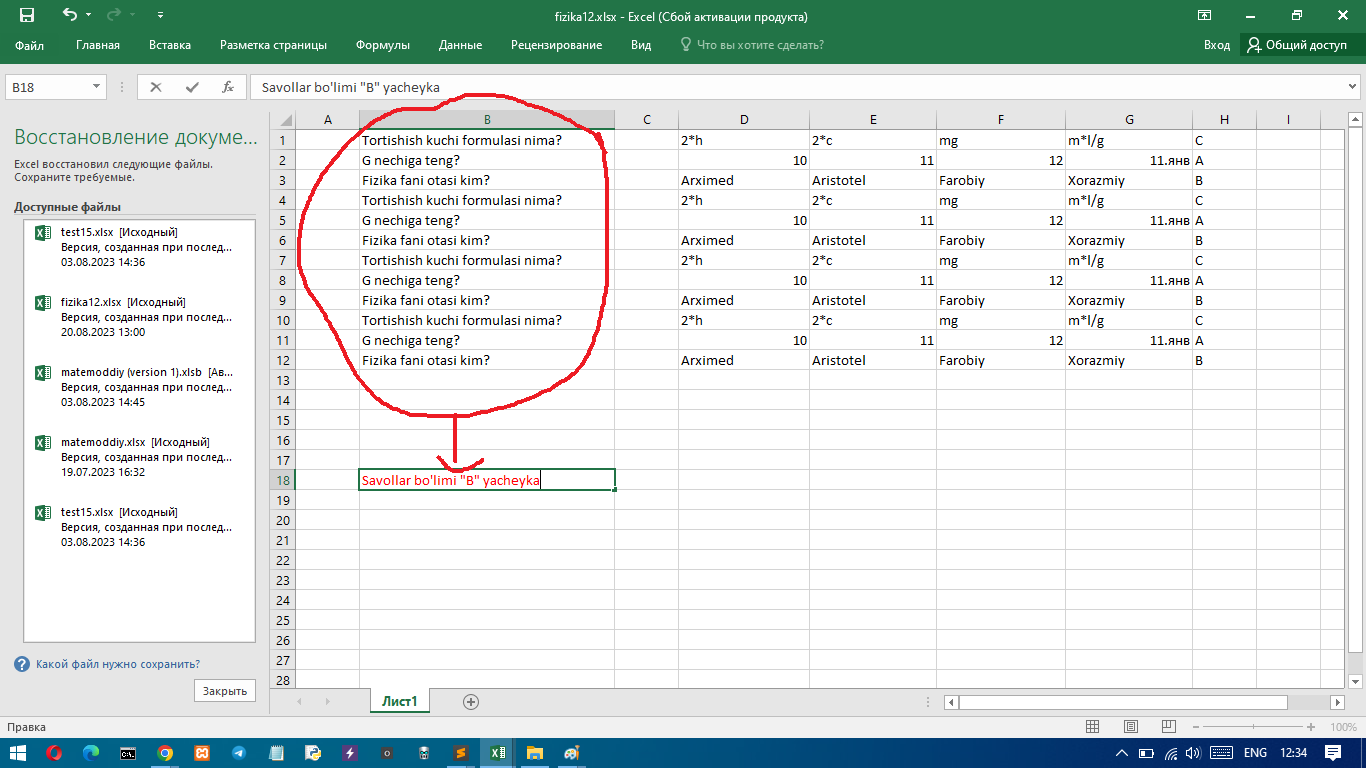 fizika12.xlsx - Excel (Сбой активации продукта)
Файл Главная Вставка Разметка страницы Формулы Данные Рецензирование Вид Что вы хотите сделать? Вход Общий доступ
B18 fx Savollar bo'limi "B" yacheyka
Восстановление докуме...
Excel восстановил следующие файлы.
Сохраните требуемые.
Доступные файлы
test15.xlsx [Исходный]
Версия, созданная при послед...
03.08.2023 14:36
fizika12.xlsx [Исходный]
Версия, созданная при послед...
20.08.2023 13:00
matemoddiy (version 1).xlsb [Ав...
Версия, созданная при послед...
03.08.2023 14:45
matemoddiy.xlsx [Исходный]
Версия, созданная при послед...
19.07.2023 16:32
test15.xlsx [Исходный]
Версия, созданная при послед...
03.08.2023 14:36
Какой файл нужно сохранить?
Закрыть
A B C D E F G H I
1 Tortishish kuchi formulasi nima? 2*h 2*c mg m*l/g C
2 G nechiga teng? 10 11 12 11.янв A
3 Fizika fani otasi kim? Arximed Aristotel Farobiy Xorazmiy B
4 Tortishish kuchi formulasi nima? 2*h 2*c mg m*l/g C
5 G nechiga teng? 10 11 12 11.янв A
6 Fizika fani otasi kim? Arximed Aristotel Farobiy Xorazmiy B
7 Tortishish kuchi formulasi nima? 2*h 2*c mg m*l/g C
8 G nechiga teng? 10 11 12 11.янв A
9 Fizika fani otasi kim? Arximed Aristotel Farobiy Xorazmiy B
10 Tortishish kuchi formulasi nima? 2*h 2*c mg m*l/g C
11 G nechiga teng? 10 11 12 11.янв A
12 Fizika fani otasi kim? Arximed Aristotel Farobiy Xorazmiy B
13
14
15
16
17
18 Savollar bo'limi "B" yacheyka
19
20
21
22
23
24
25
26
27
28
Лист1
Правка 100%
ENG 12:34